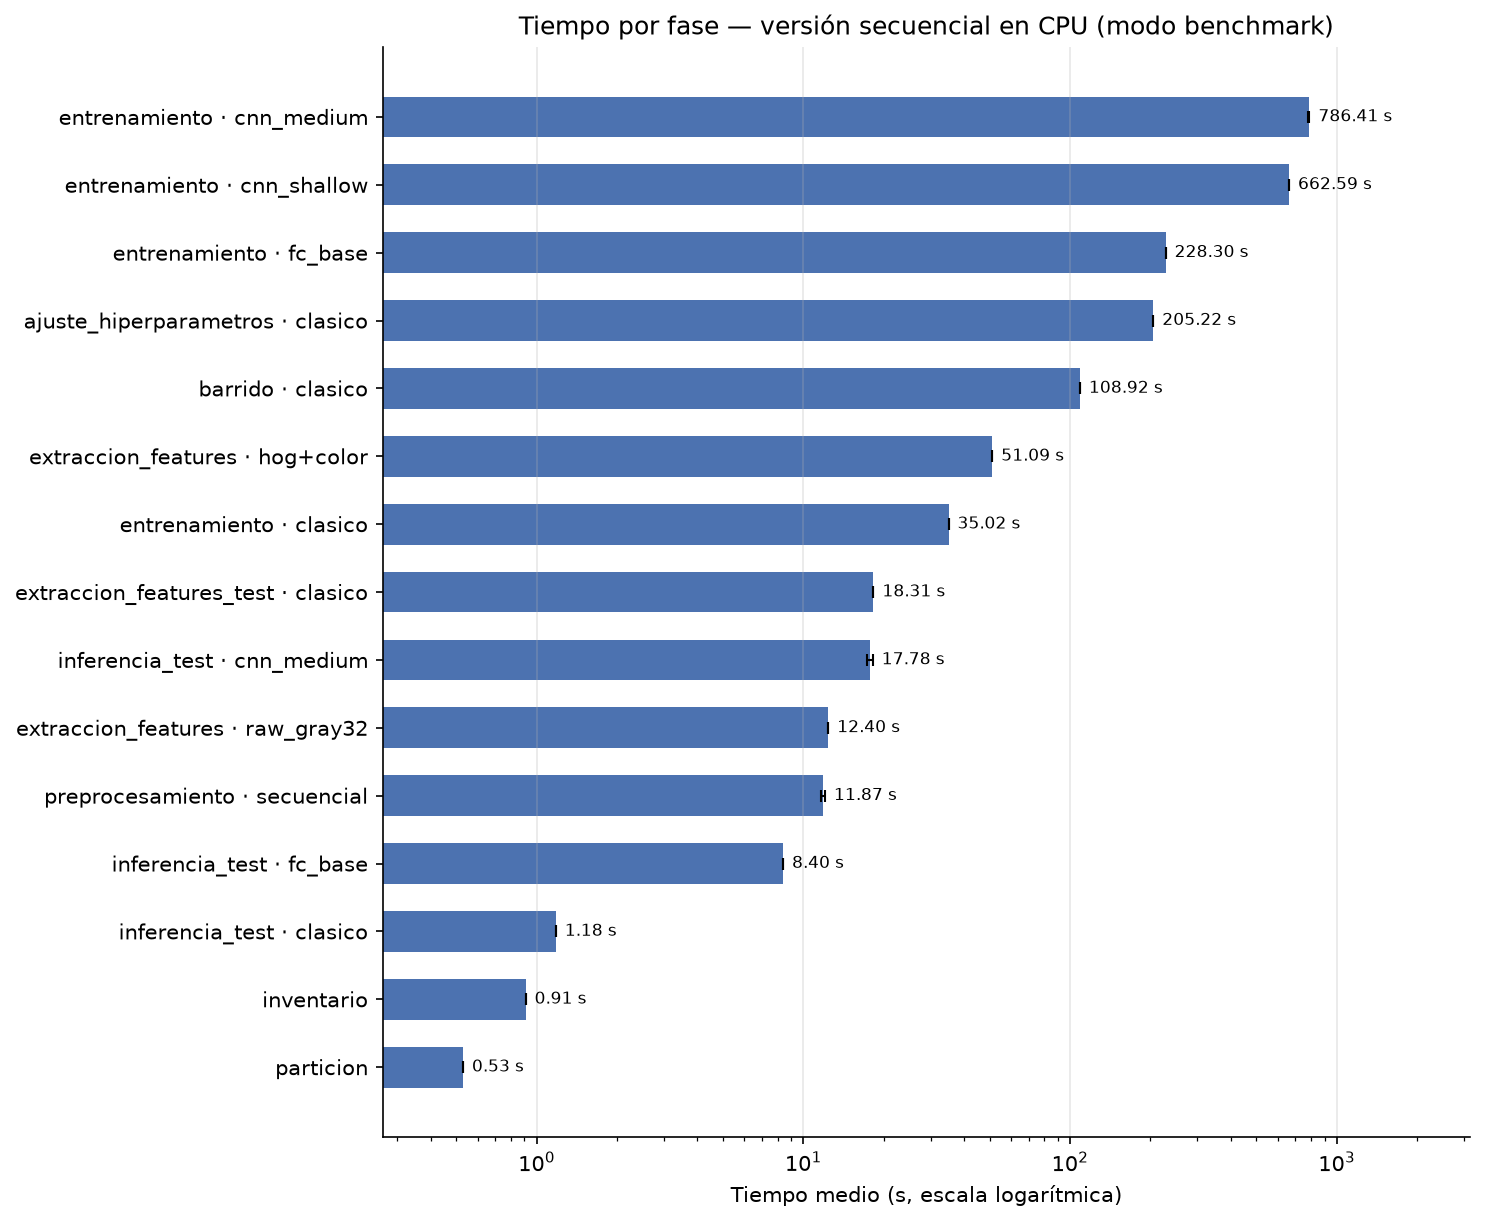 Tiempo por fase — versión secuencial en CPU (modo benchmark)
entrenamiento · cnn_medium 786.41 s
entrenamiento · cnn_shallow 662.59 s
entrenamiento · fc_base 228.30 s
ajuste_hiperparametros · clasico 205.22 s
barrido · clasico 108.92 s
extraccion_features · hog+color 51.09 s
entrenamiento · clasico 35.02 s
extraccion_features_test · clasico 18.31 s
inferencia_test · cnn_medium 17.78 s
extraccion_features · raw_gray32 12.40 s
preprocesamiento · secuencial 11.87 s
inferencia_test · fc_base 8.40 s
inferencia_test · clasico 1.18 s
inventario 0.91 s
particion 0.53 s
10⁰ 10¹ 10² 10³
Tiempo medio (s, escala logarítmica)